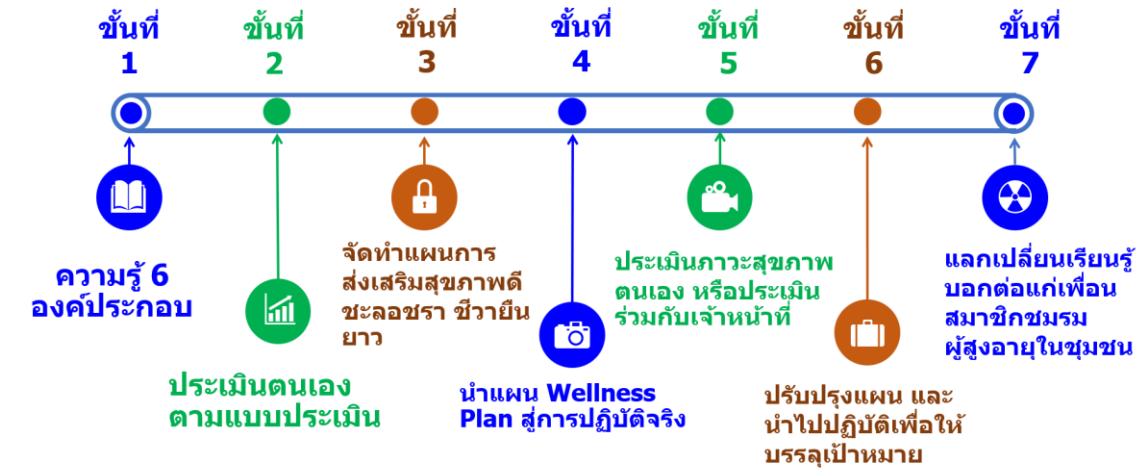 ขั้นที่
1
ขั้นที่
2
ขั้นที่
3
ขั้นที่
4
ขั้นที่
5
ขั้นที่
6
ขั้นที่
7
ความรู้ 6
องค์ประกอบ
ประเมินตนเอง
ตามแบบประเมิน
จัดทำแผนการ
ส่งเสริมสุขภาพดี
ชะลอชรา ชีวายืน
ยาว
นำแผน Wellness
Plan สู่การปฏิบัติจริง
ประเมินภาวะสุขภาพ
ตนเอง หรือประเมิน
ร่วมกับเจ้าหน้าที่
ปรับปรุงแผน และ
นำไปปฏิบัติเพื่อให้
บรรลุเป้าหมาย
แลกเปลี่ยนเรียนรู้
บอกต่อแก่เพื่อน
สมาชิกชมรม
ผู้สูงอายุในชุมชน